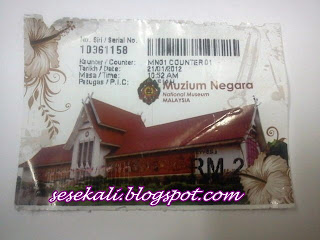 No. Siri / Serial No.
10361158
Kaunter / Counter: MN01 COUNTER 01
Tarikh / Date: 21/01/2012
Masa / Time: 10:52 AM
Petugas / P.I.C:
Muzium Negara
National Museum
MALAYSIA
RM 2
sesekali.blogspot.com